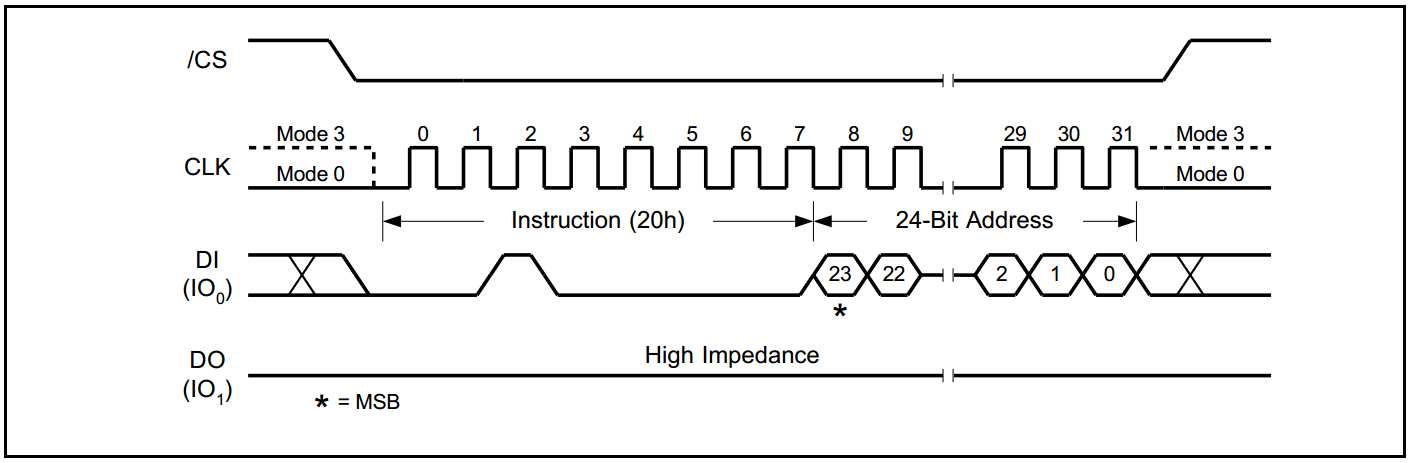 /CS
Mode 3 0 1 2 3 4 5 6 7 8 9 29 30 31 Mode 3
CLK
Mode 0 Mode 0
Instruction (20h) 24-Bit Address
DI
(IO0)
23 22 2 1 0
*
High Impedance
DO
(IO1)
* = MSB